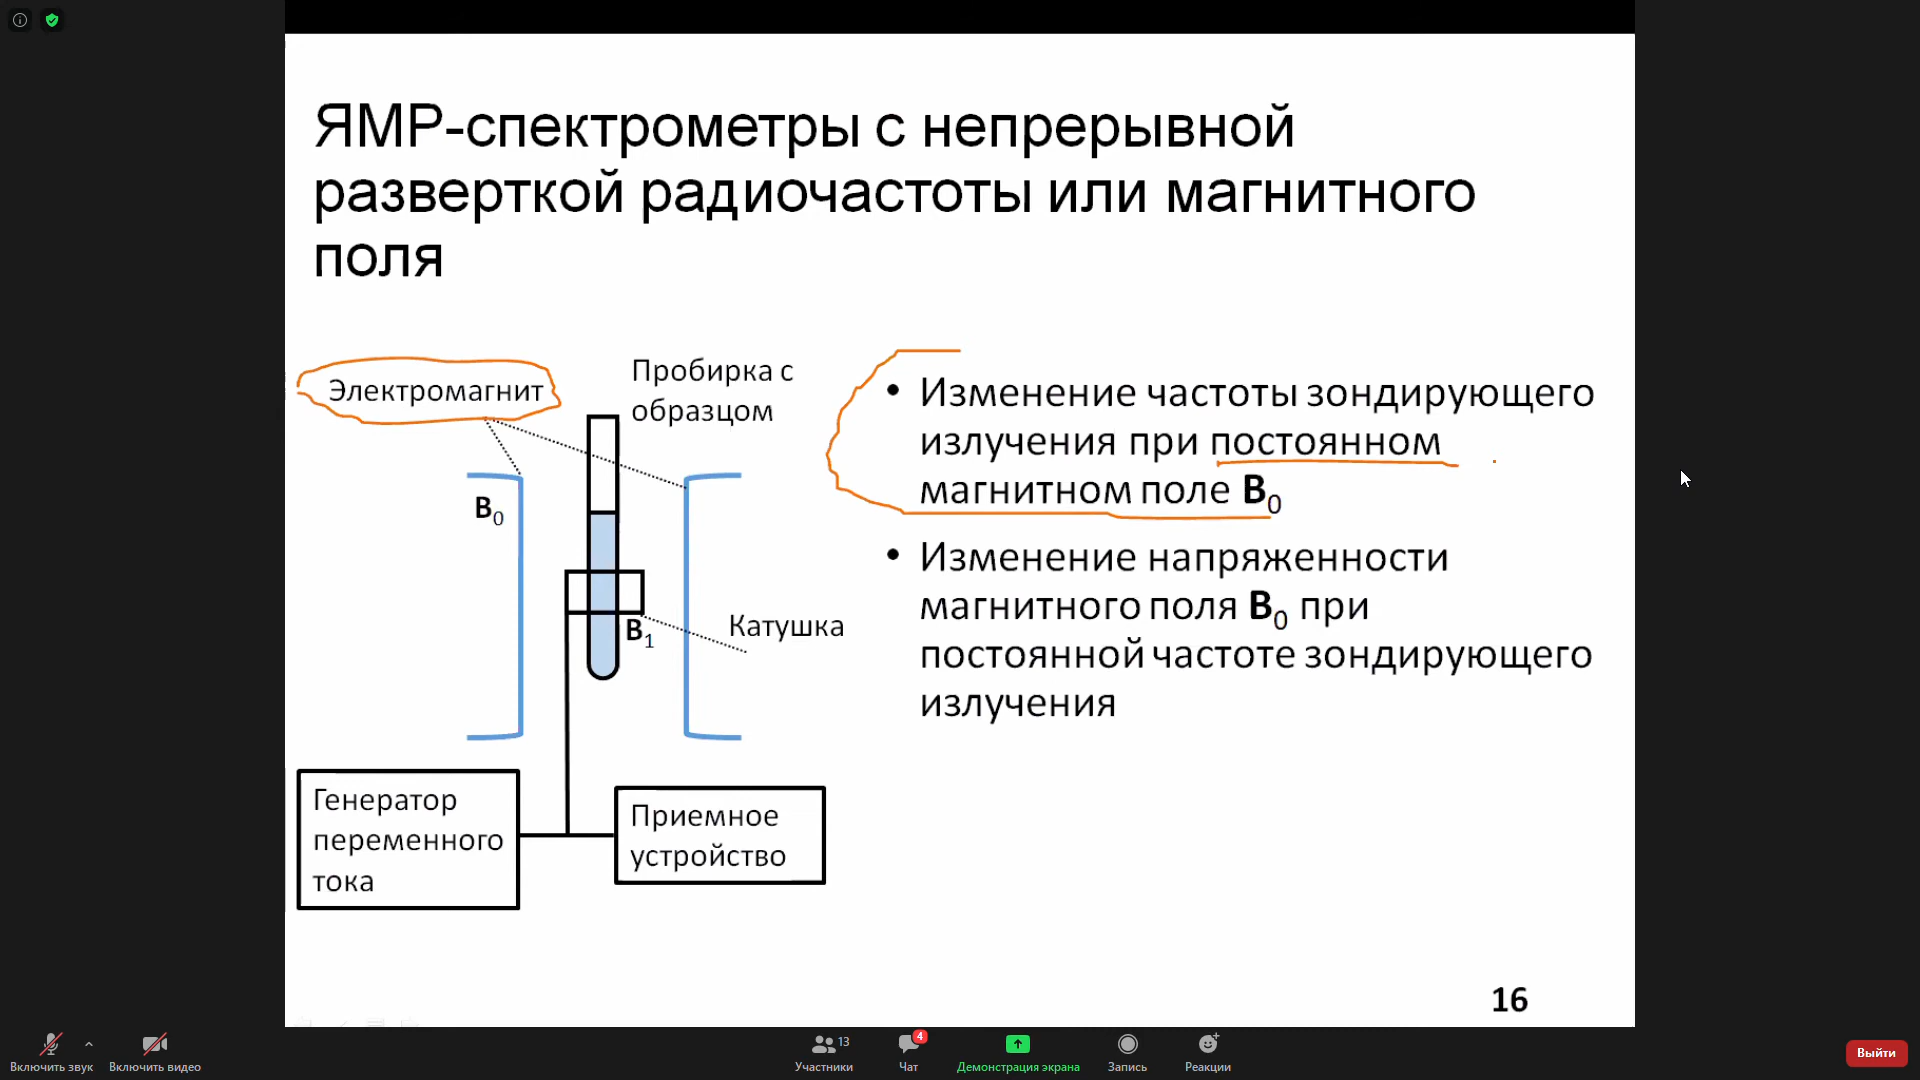 ЯМР-спектрометры с непрерывной
разверткой радиочастоты или магнитного
поля
Электромагнит
Пробирка с
образцом
B0
B1
Катушка
Генератор
переменного
тока
Приемное
устройство
• Изменение частоты зондирующего
излучения при постоянном
магнитном поле B0
• Изменение напряженности
магнитного поля B0 при
постоянной частоте зондирующего
излучения
16
Включить звук
Включить видео
13
Участники
4
Чат
Демонстрация экрана
Запись
Реакции
Выйти